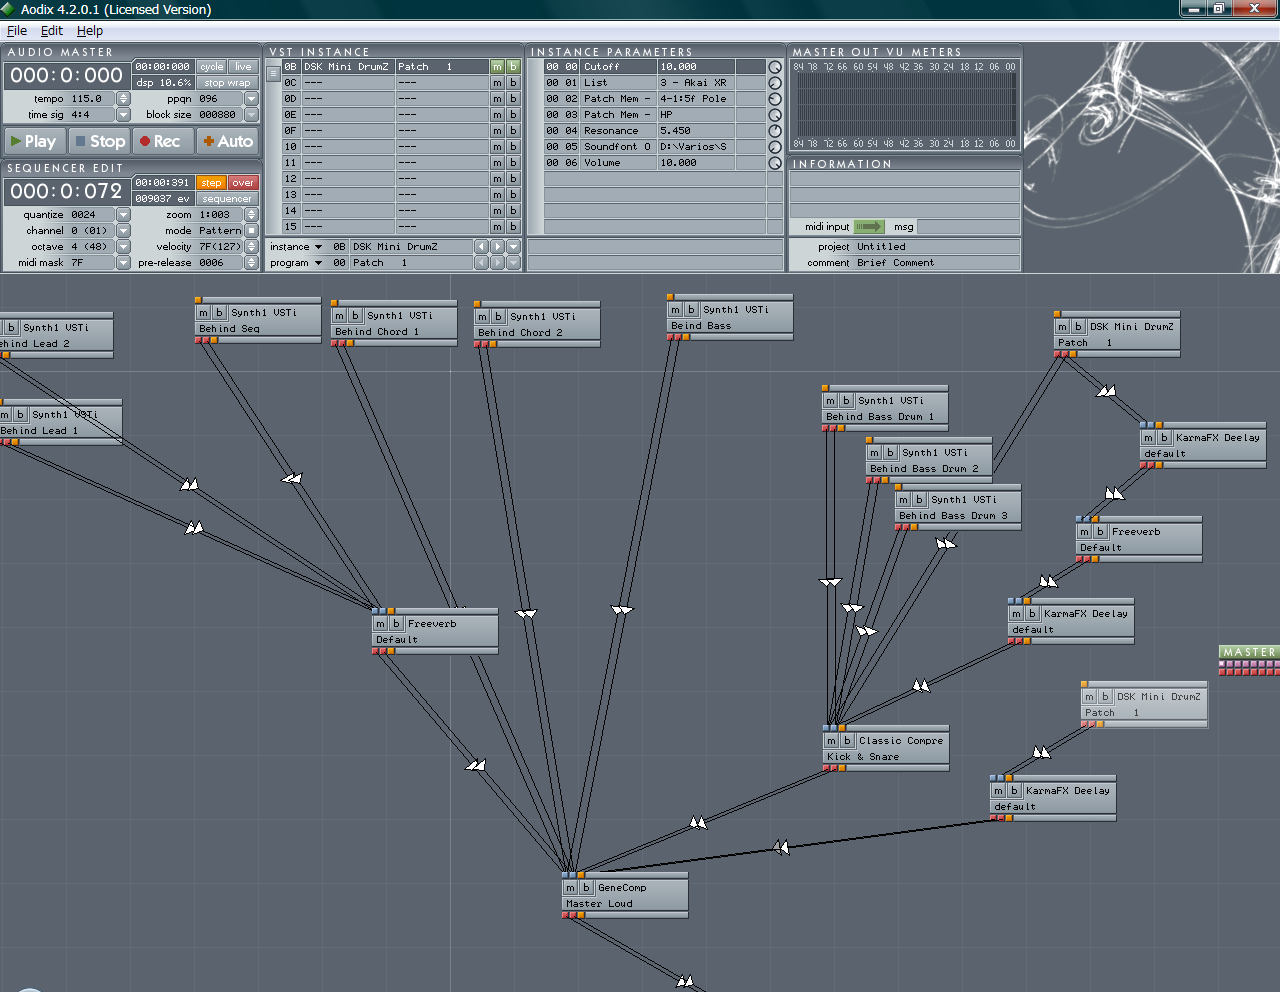 Aodix 4.2.0.1 (Licensed Version)
File Edit Help
AUDIO MASTER
000:0:000 00:00:000 cycle live
dsp 10.6% stop wrap
tempo 115.0 ppqn 096
time sig 4:4 block size 000880
Play Stop Rec Auto
SEQUENCER EDIT
000:0:072 00:00:391 step over
009037 ev sequencer
quantize 0024 zoom 1:003
channel 0 (01) mode Pattern
octave 4 (48) velocity 7F(127)
midi mask 7F pre-release 0006
VST INSTANCE
0B DSK Mini DrumZ Patch 1 m b
0C --- --- m b
0D --- --- m b
0E --- --- m b
0F --- --- m b
10 --- --- m b
11 --- --- m b
12 --- --- m b
13 --- --- m b
14 --- --- m b
15 --- --- m b
instance 0B DSK Mini DrumZ
program 00 Patch 1
INSTANCE PARAMETERS
00 00 Cutoff 10.000
00 01 List 3 - Akai XR
00 02 Patch Mem - 4-1:5f Pole
00 03 Patch Mem - HP
00 04 Resonance 5.450
00 05 Soundfont O D:\Varios\S
00 06 Volume 10.000
MASTER OUT VU METERS
84 78 72 66 60 54 48 42 36 30 24 18 12 06 00
84 78 72 66 60 54 48 42 36 30 24 18 12 06 00
INFORMATION
midi input msg
project Untitled
comment Brief Comment
b Synth1 VSTi
ehind Lead 2
m b Synth1 VSTi
Behind Seq
m b Synth1 VSTi
Behind Chord 1
m b Synth1 VSTi
Behind Chord 2
m b Synth1 VSTi
Beind Bass
m b DSK Mini DrumZ
Patch 1
m b Synth1 VSTi
Behind Lead 1
m b Synth1 VSTi
Behind Bass Drum 1
m b KarmaFX Deelay
default
m b Synth1 VSTi
Behind Bass Drum 2
m b Synth1 VSTi
Behind Bass Drum 3
m b Freeverb
Default
m b Freeverb
Default
m b KarmaFX Deelay
default
MASTER
m b DSK Mini DrumZ
Patch 1
m b Classic Compre
Kick & Snare
m b KarmaFX Deelay
default
m b GeneComp
Master Loud